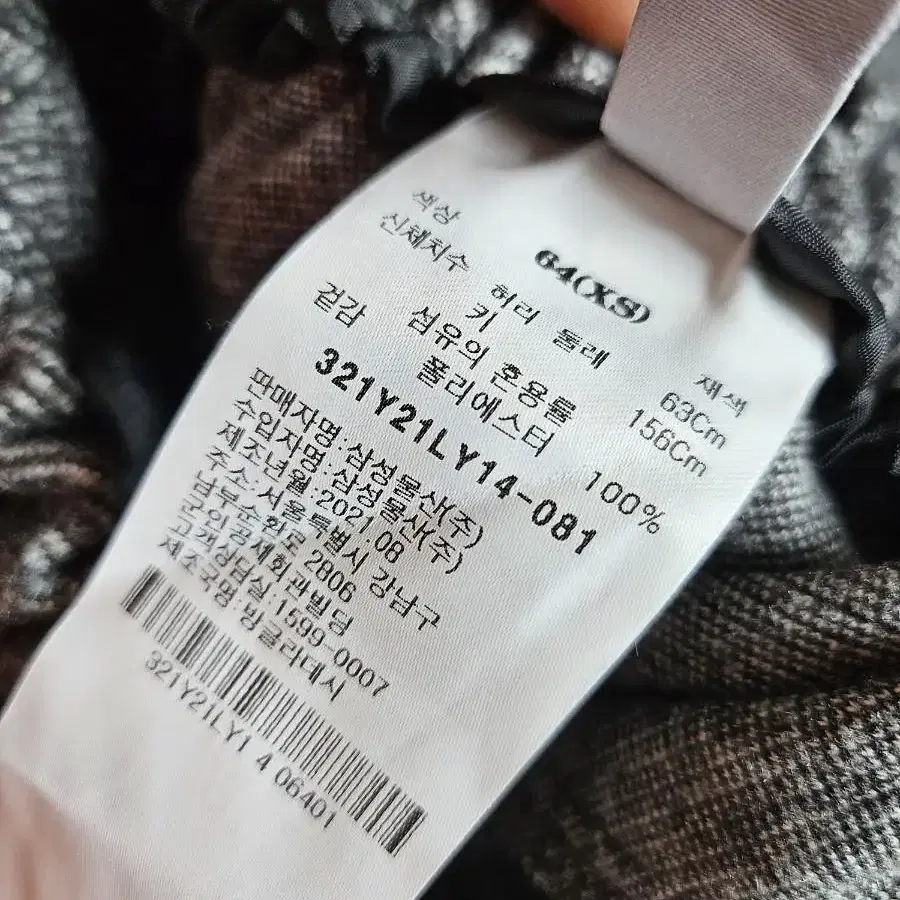 64(XS)
색상 재색
신체치수 허리 둘레 63Cm
키 156Cm
섬유의 혼용률
겉감 폴리에스터 100%
321Y21LY14-081
판매자명:삼성물산(주)
수입자명:삼성물산(주)
제조년월:2021.08
주소:서울특별시 강남구
남부순환로 2806
군인공제회관빌딩
고객상담실:1599-0007
제조국명:방글라데시
321Y21LY1 4 06401